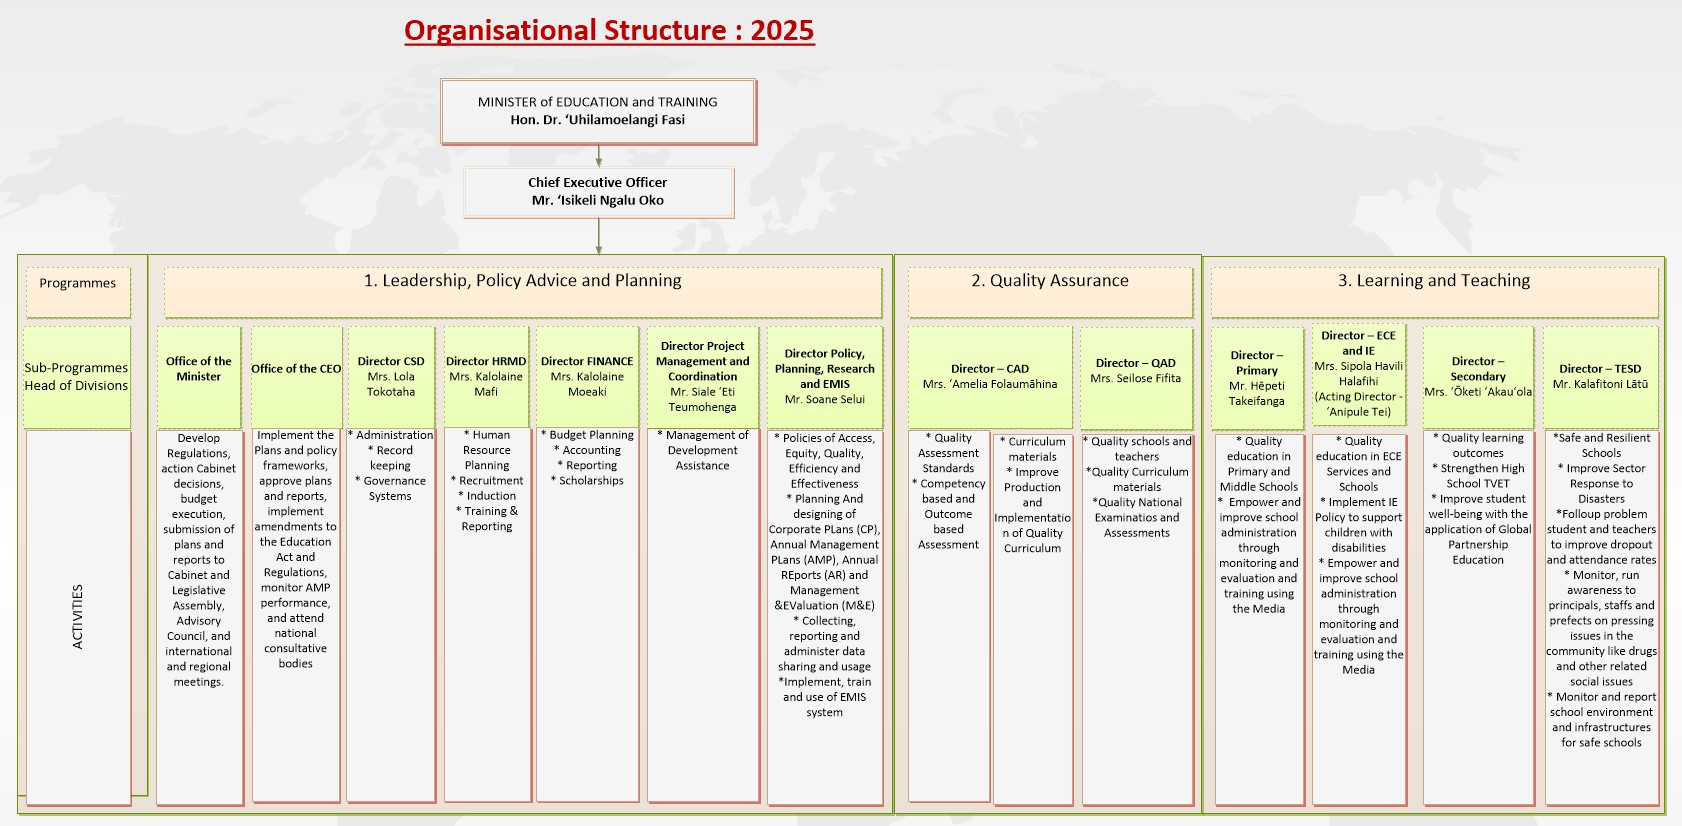 Organisational Structure : 2025
MINISTER of EDUCATION and TRAINING
Hon. Dr. ‘Uhilamoelangi Fasi
Chief Executive Officer
Mr. ‘Isikeli Ngalu Oko
Programmes
1. Leadership, Policy Advice and Planning
2. Quality Assurance
3. Learning and Teaching
Sub-Programmes
Head of Divisions
Office of the
Minister
Office of the CEO
Director CSD
Mrs. Lola
Tokotaha
Director HRMD
Mrs. Kalolaine
Mafi
Director FINANCE
Mrs. Kalolaine
Moeaki
Director Project
Management and
Coordination
Mr. Siale ‘Eti
Teumohenga
Director Policy,
Planning, Research
and EMIS
Mr. Soane Selui
Director – CAD
Mrs. ‘Amelia Folaumāhina
Director – QAD
Mrs. Seilose Fifita
Director –
Primary
Mr. Hēpeti
Takeifanga
Director – ECE
and IE
Mrs. Sipola Havili
Halafihi
(Acting Director -
‘Anipule Tei)
Director –
Secondary
Mrs. ‘Ōketi ‘Akau‘ola
Director – TESD
Mr. Kalafitoni Lātū
ACTIVITIES
Develop
Regulations,
action Cabinet
decisions,
budget
execution,
submission of
plans and
reports to
Cabinet and
Legislative
Assembly,
Advisory
Council, and
international
and regional
meetings.
Implement the
Plans and policy
frameworks,
approve plans
and reports,
implement
amendments to
the Education
Act and
Regulations,
monitor AMP
performance,
and attend
national
consultative
bodies
* Administration
* Record
keeping
* Governance
Systems
* Human
Resource
Planning
* Recruitment
* Induction
* Training &
Reporting
* Budget Planning
* Accounting
* Reporting
* Scholarships
* Management of
Development
Assistance
* Policies of Access,
Equity, Quality,
Efficiency and
Effectiveness
* Planning And
designing of
Corporate PLans (CP),
Annual Management
PLans (AMP), Annual
REports (AR) and
Management
&EValuation (M&E)
* Collecting,
reporting and
administer data
sharing and usage
*Implement, train
and use of EMIS
system
* Quality
Assessment
Standards
* Competency
based and
Outcome
based
Assessment
* Curriculum
materials
* Improve
Production
and
Implementatio
n of Quality
Curriculum
* Quality schools and
teachers
*Quality Curriculum
materials
*Quality National
Examinatios and
Assessments
* Quality
education in
Primary and
Middle Schools
* Empower and
improve school
administration
through
monitoring and
evaluation and
training using
the Media
* Quality
education in ECE
Services and
Schools
* Implement IE
Policy to support
children with
disabilities
* Empower and
improve school
administration
through
monitoring and
evaluation and
training using the
Media
* Quality learning
outcomes
* Strengthen High
School TVET
* Improve student
well-being with the
application of Global
Partnership
Education
*Safe and Resilient
Schools
* Improve Sector
Response to
Disasters
*Folloup problem
student and teachers
to improve dropout
and attendance rates
* Monitor, run
awareness to
principals, staffs and
prefects on pressing
issues in the
community like drugs
and other related
social issues
* Monitor and report
school environment
and infrastructures
for safe schools